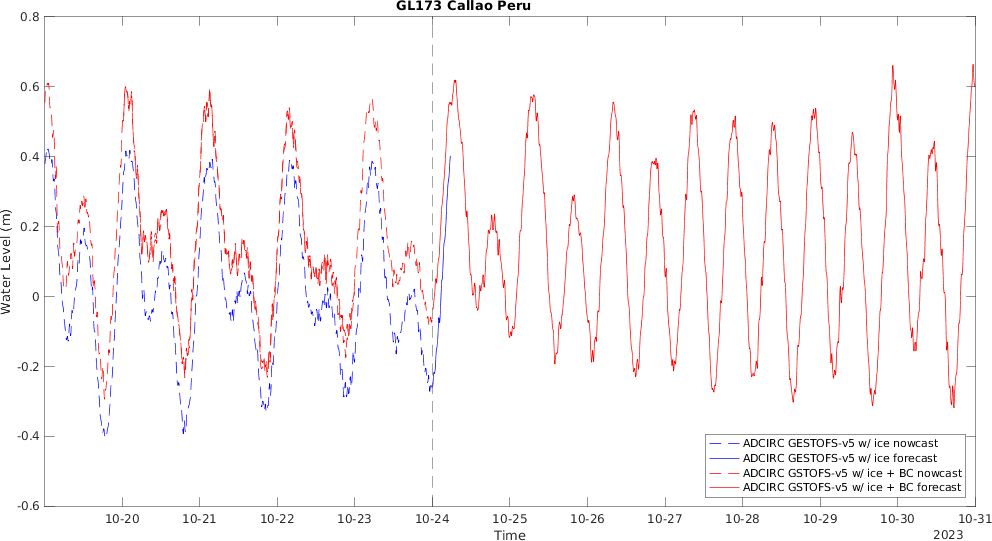 GL173 Callao Peru
0.8
0.6
0.4
0.2
0
-0.2
-0.4
-0.6
Water Level (m)
10-20 10-21 10-22 10-23 10-24 10-25 10-26 10-27 10-28 10-29 10-30 10-31
Time
2023
ADCIRC GESTOFS-v5 w/ ice nowcast
ADCIRC GESTOFS-v5 w/ ice forecast
ADCIRC GSTOFS-v5 w/ ice + BC nowcast
ADCIRC GSTOFS-v5 w/ ice + BC forecast